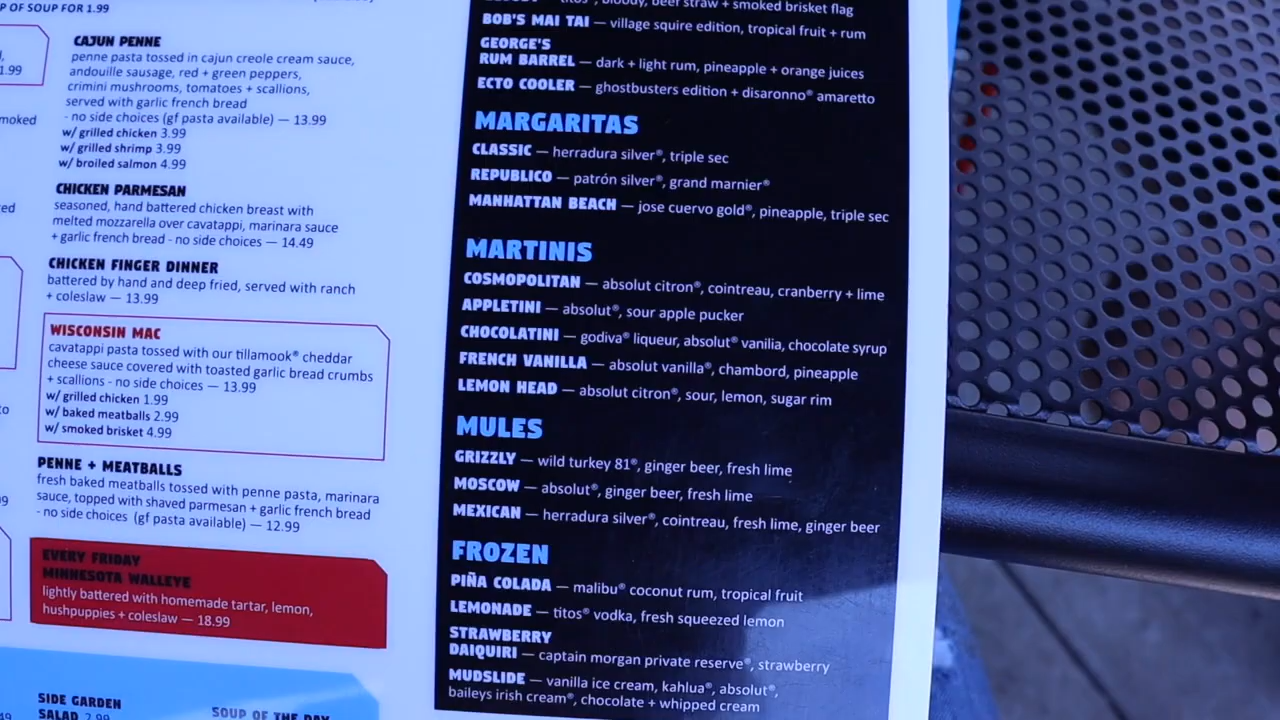 P OF SOUP FOR 1.99
1.99
CAJUN PENNE
penne pasta tossed in cajun creole cream sauce,
andouille sausage, red + green peppers,
crimini mushrooms, tomatoes + scallions,
served with garlic french bread
- no side choices (gf pasta available) — 13.99
w/ grilled chicken 3.99
w/ grilled shrimp 3.99
w/ broiled salmon 4.99
CHICKEN PARMESAN
seasoned, hand battered chicken breast with
melted mozzarella over cavatappi, marinara sauce
+ garlic french bread - no side choices — 14.49
CHICKEN FINGER DINNER
battered by hand and deep fried, served with ranch
+ coleslaw — 13.99
WISCONSIN MAC
cavatappi pasta tossed with our tillamook® cheddar
cheese sauce covered with toasted garlic bread crumbs
+ scallions - no side choices — 13.99
w/ grilled chicken 1.99
w/ baked meatballs 2.99
w/ smoked brisket 4.99
PENNE + MEATBALLS
fresh baked meatballs tossed with penne pasta, marinara
sauce, topped with shaved parmesan + garlic french bread
- no side choices (gf pasta available) — 12.99
EVERY FRIDAY
MINNESOTA WALLEYE
lightly battered with homemade tartar, lemon,
hushpuppies + coleslaw — 18.99
SIDE GARDEN
SALAD 2.99
SOUP OF THE DAY
titos®, bloody, beer straw + smoked brisket flag
BOB'S MAI TAI — village squire edition, tropical fruit + rum
GEORGE'S
RUM BARREL — dark + light rum, pineapple + orange juices
ECTO COOLER — ghostbusters edition + disaronno® amaretto
MARGARITAS
CLASSIC — herradura silver®, triple sec
REPUBLICO — patrón silver®, grand marnier®
MANHATTAN BEACH — jose cuervo gold®, pineapple, triple sec
MARTINIS
COSMOPOLITAN — absolut citron®, cointreau, cranberry + lime
APPLETINI — absolut®, sour apple pucker
CHOCOLATINI — godiva® liqueur, absolut® vanilia, chocolate syrup
FRENCH VANILLA — absolut vanilla®, chambord, pineapple
LEMON HEAD — absolut citron®, sour, lemon, sugar rim
MULES
GRIZZLY — wild turkey 81®, ginger beer, fresh lime
MOSCOW — absolut®, ginger beer, fresh lime
MEXICAN — herradura silver®, cointreau, fresh lime, ginger beer
FROZEN
PIÑA COLADA — malibu® coconut rum, tropical fruit
LEMONADE — titos® vodka, fresh squeezed lemon
STRAWBERRY
DAIQUIRI — captain morgan private reserve®, strawberry
MUDSLIDE — vanilla ice cream, kahlua®, absolut®,
baileys irish cream®, chocolate + whipped cream